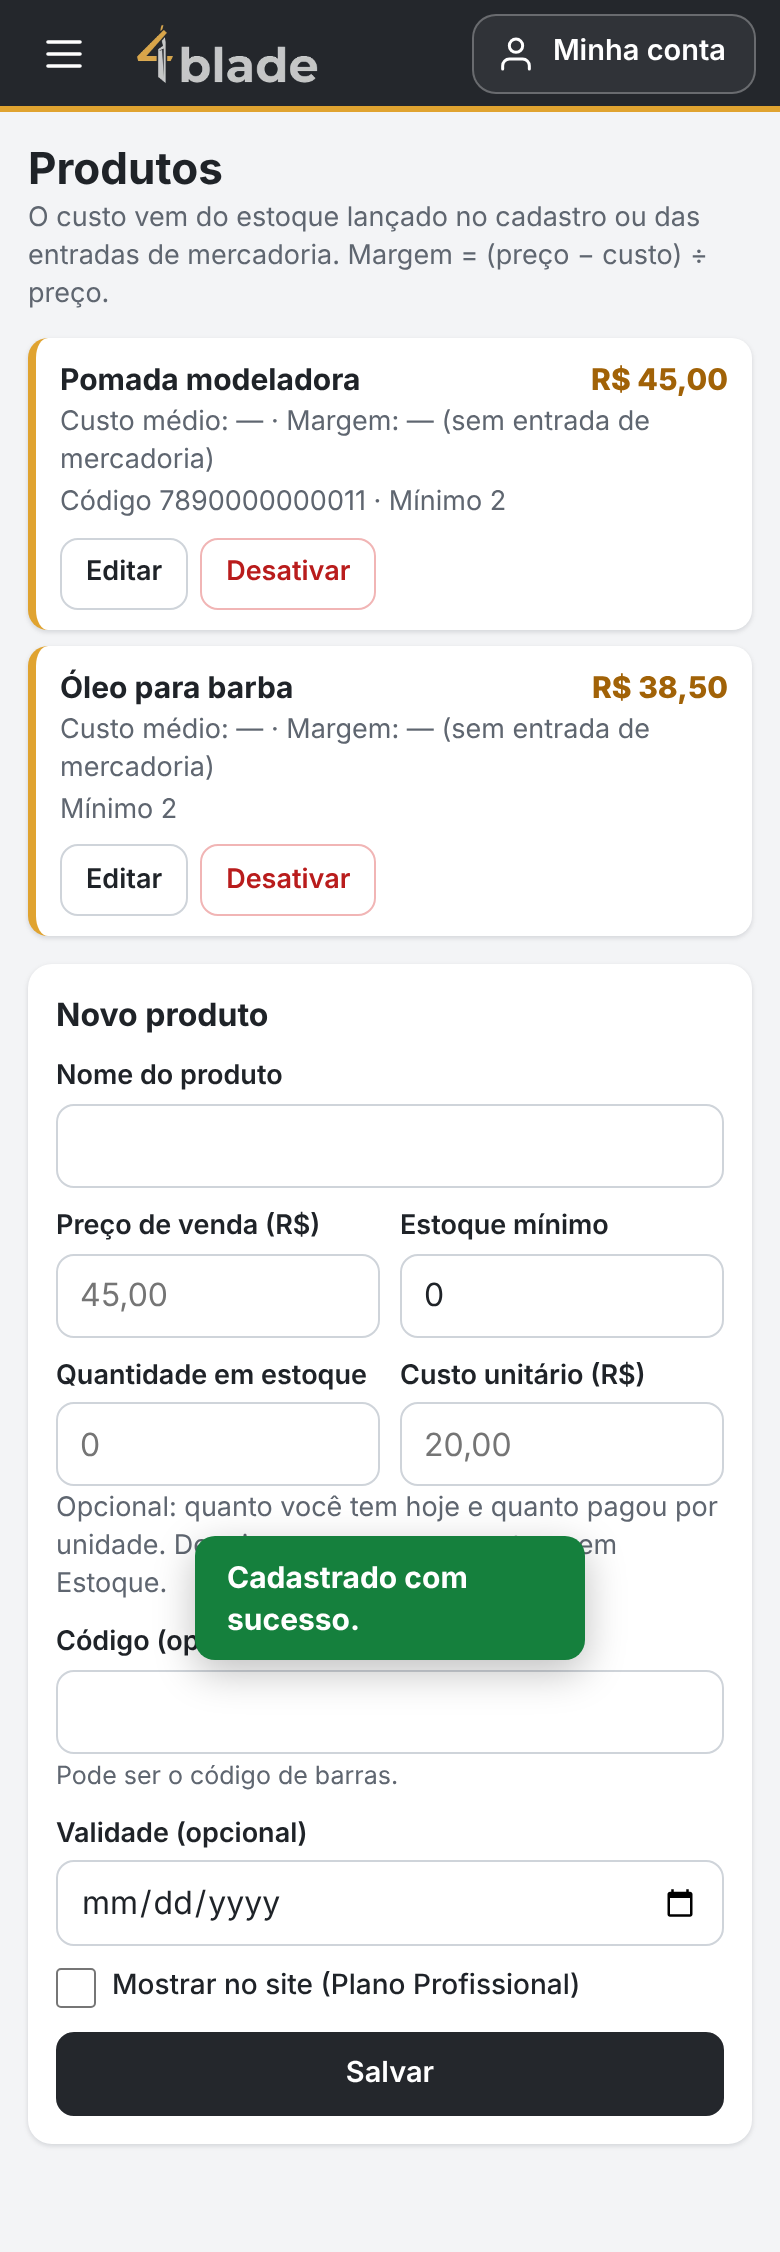 4blade
Minha conta
Produtos
O custo vem do estoque lançado no cadastro ou das
entradas de mercadoria. Margem = (preço − custo) ÷
preço.
Pomada modeladora
R$ 45,00
Custo médio: — · Margem: — (sem entrada de
mercadoria)
Código 7890000000011 · Mínimo 2
Editar
Desativar
Óleo para barba
R$ 38,50
Custo médio: — · Margem: — (sem entrada de
mercadoria)
Mínimo 2
Editar
Desativar
Novo produto
Nome do produto
Preço de venda (R$)
Estoque mínimo
45,00
0
Quantidade em estoque
Custo unitário (R$)
0
20,00
Opcional: quanto você tem hoje e quanto pagou por
unidade.
Estoque.
Cadastrado com
sucesso.
Código
Pode ser o código de barras.
Validade (opcional)
mm/dd/yyyy
Mostrar no site (Plano Profissional)
Salvar